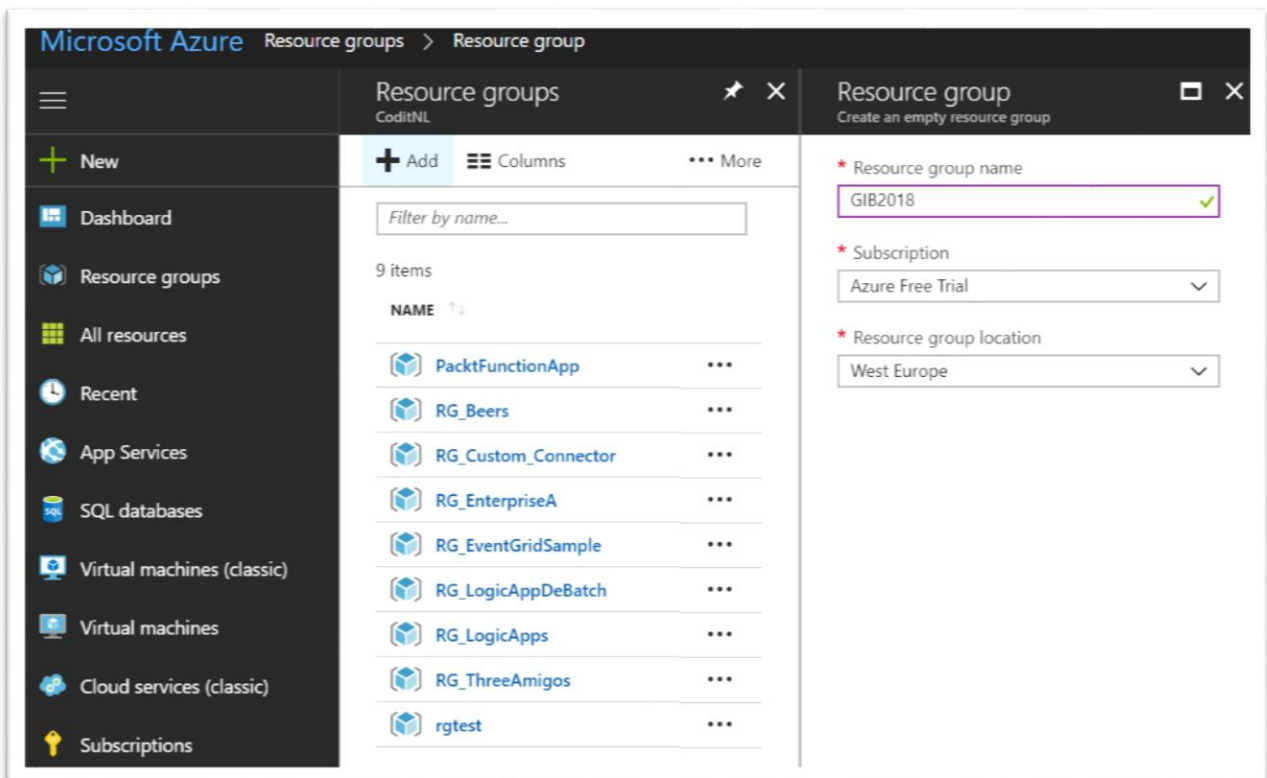 Microsoft Azure Resource groups > Resource group
Resource groups
CoditNL
New
Dashboard
Resource groups
All resources
Recent
App Services
SQL databases
Virtual machines (classic)
Virtual machines
Cloud services (classic)
Subscriptions
Add Columns ••• More
Filter by name...
9 items
NAME
PacktFunctionApp •••
RG_Beers •••
RG_Custom_Connector •••
RG_EnterpriseA •••
RG_EventGridSample •••
RG_LogicAppDeBatch •••
RG_LogicApps •••
RG_ThreeAmigos •••
rgtest •••
Resource group
Create an empty resource group
* Resource group name
GIB2018
* Subscription
Azure Free Trial
* Resource group location
West Europe